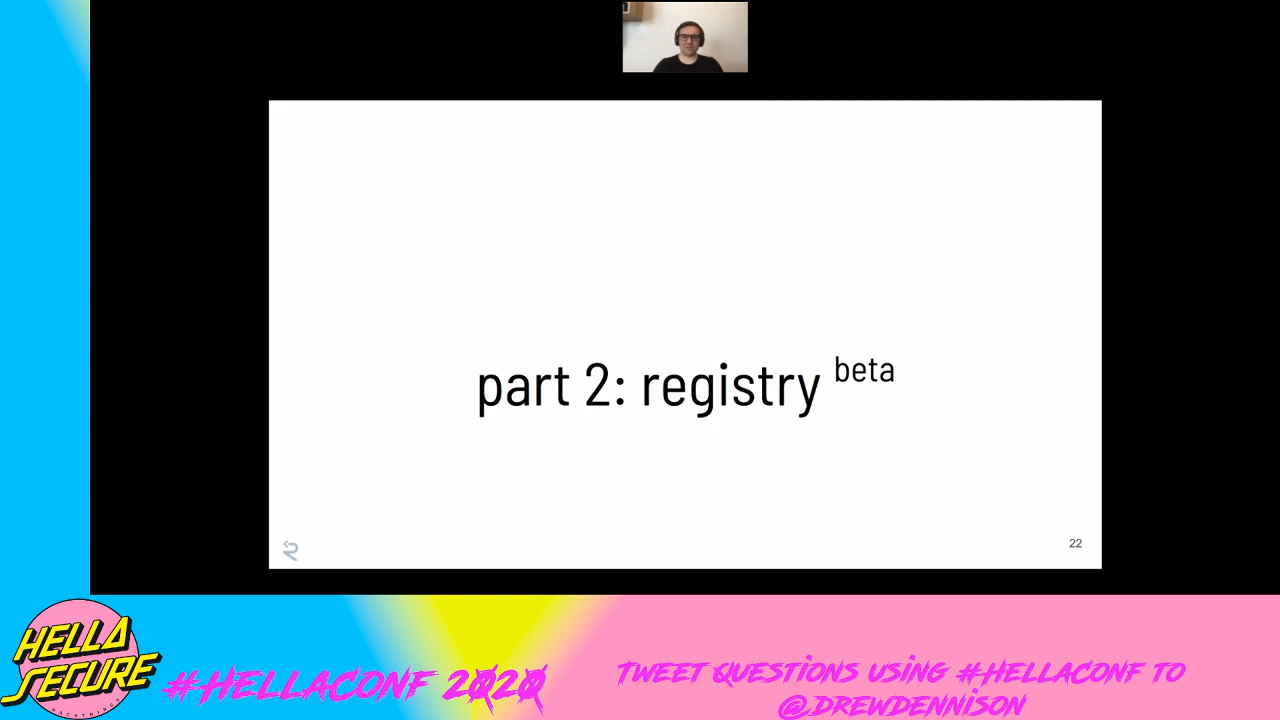 part 2: registry beta
22
HELLA
SECURE
#HELLACONF 2020
TWEET QUESTIONS USING #HELLACONF TO
@DREWDENNISON